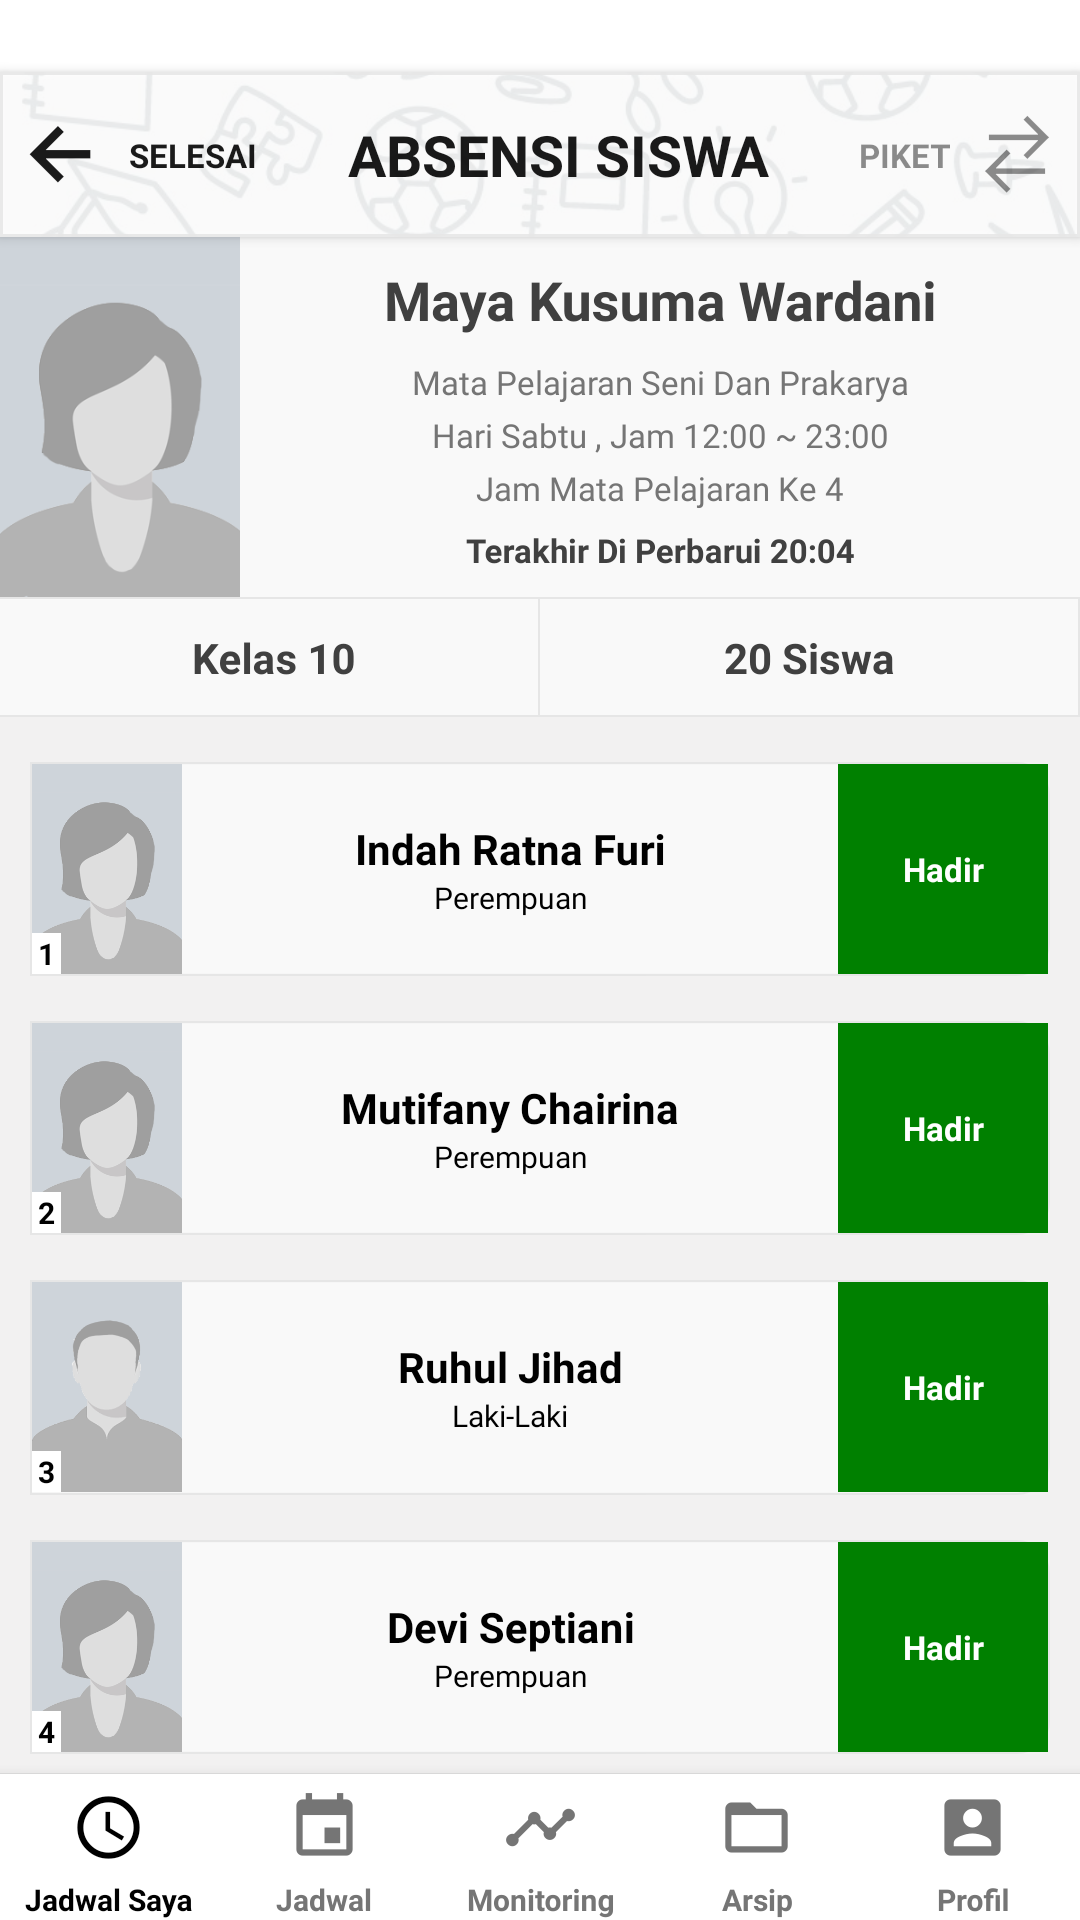 SELESAI
ABSENSI SISWA
PIKET
Maya Kusuma Wardani
Mata Pelajaran Seni Dan Prakarya
Hari Sabtu , Jam 12:00 ~ 23:00
Jam Mata Pelajaran Ke 4
Terakhir Di Perbarui 20:04
Kelas 10
20 Siswa
Indah Ratna Furi
Perempuan
Hadir
1
Mutifany Chairina
Perempuan
Hadir
2
Ruhul Jihad
Laki-Laki
Hadir
3
Devi Septiani
Perempuan
Hadir
4
Jadwal Saya
Jadwal
Monitoring
Arsip
Profil